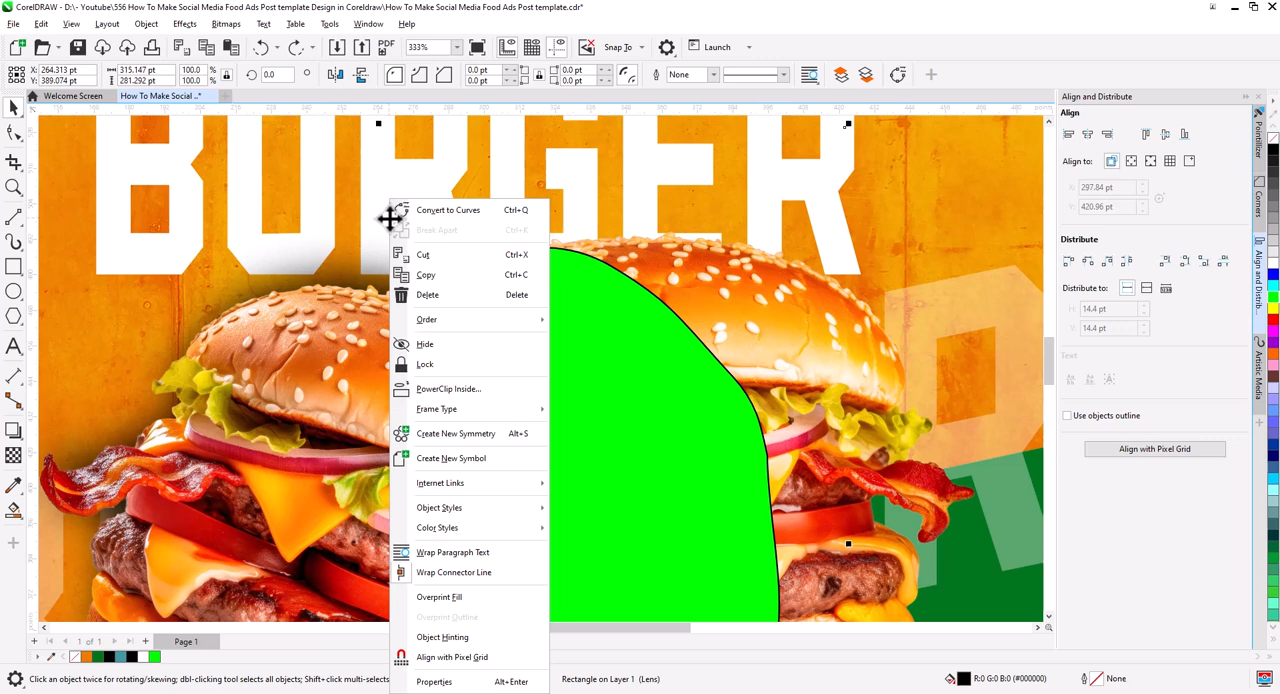 CorelDRAW - D:\- Youtube\556 How To Make Social Media Food Ads Post template Design in Coreldraw\How To Make Social Media Food Ads Post template.cdr*
File Edit View Layout Object Effects Bitmaps Text Table Tools Window Help
PDF 333% Snap To Launch
X: 264.313 pt 315.147 pt 100.0 % 0.0 0.0 pt 0.0 pt None
Y: 389.074 pt 281.292 pt 100.0 % 0.0 pt 0.0 pt
Welcome Screen How To Make Social ..*
BURGER
Convert to Curves Ctrl+Q
Break Apart Ctrl+K
Cut Ctrl+X
Copy Ctrl+C
Delete Delete
Order
Hide
Lock
PowerClip Inside...
Frame Type
Create New Symmetry Alt+S
Create New Symbol
Internet Links
Object Styles
Color Styles
Wrap Paragraph Text
Wrap Connector Line
Overprint Fill
Overprint Outline
Object Hinting
Align with Pixel Grid
Properties Alt+Enter
Align and Distribute
Align
Align to:
X: 297.84 pt
Y: 420.96 pt
Distribute
Distribute to:
H: 14.4 pt
V: 14.4 pt
Text
Use objects outline
Align with Pixel Grid
Pointillizer
Corners
Align and Distrib...
Artistic Media
1 of 1 Page 1
Click an object twice for rotating/skewing; dbl-clicking tool selects all objects; Shift+click multi-selects
Rectangle on Layer 1 (Lens)
R:0 G:0 B:0 (#000000)
None